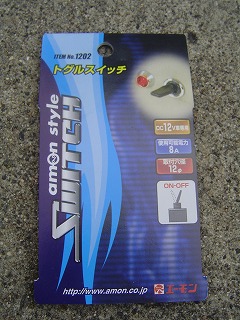 ITEM No.1202
トグルスイッチ
amon style
SWITCH
DC12V車専用
使用可能電力
8A
取付穴径
12φ
ON-OFF
http://www.amon.co.jp
エーモン